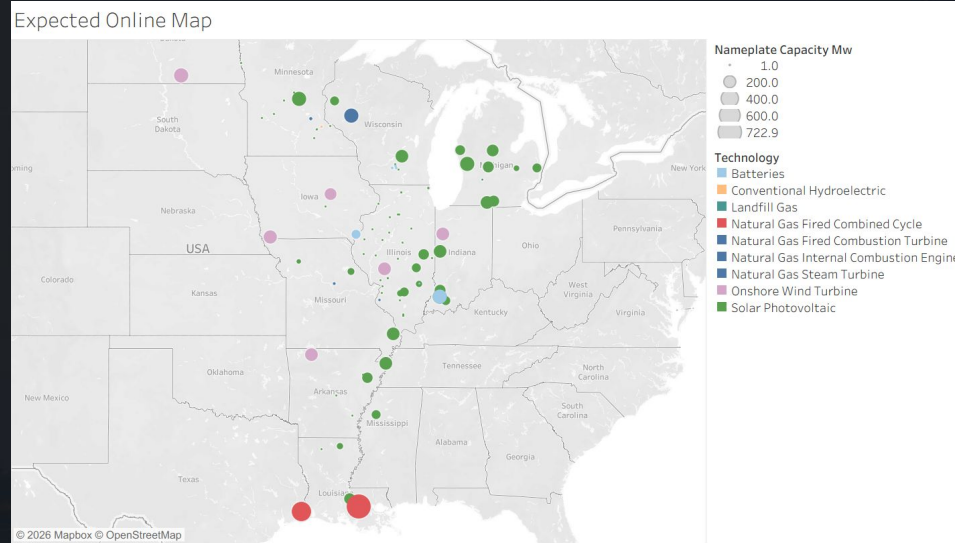 Expected Online Map
Minnesota
South
Dakota
Wisconsin
Iowa
Nebraska
USA
Illinois
Indiana
Ohio
Pennsylvania
New York
Colorado
Kansas
Missouri
West
Virginia
Virginia
Kentucky
Tennessee
North
Carolina
Oklahoma
Arkansas
New Mexico
South
Carolina
Mississippi
Alabama
Georgia
Texas
© 2026 Mapbox © OpenStreetMap
Nameplate Capacity Mw
1.0
200.0
400.0
600.0
722.9
Technology
Batteries
Conventional Hydroelectric
Landfill Gas
Natural Gas Fired Combined Cycle
Natural Gas Fired Combustion Turbine
Natural Gas Internal Combustion Engine
Natural Gas Steam Turbine
Onshore Wind Turbine
Solar Photovoltaic